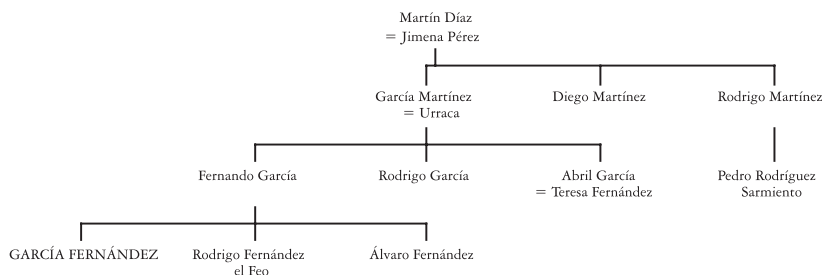 Martín Díaz
= Jimena Pérez
García Martínez
= Urraca
Diego Martínez
Rodrigo Martínez
Fernando García
Rodrigo García
Abril García
= Teresa Fernández
Pedro Rodríguez
Sarmiento
GARCÍA FERNÁNDEZ
Rodrigo Fernández
el Feo
Álvaro Fernández